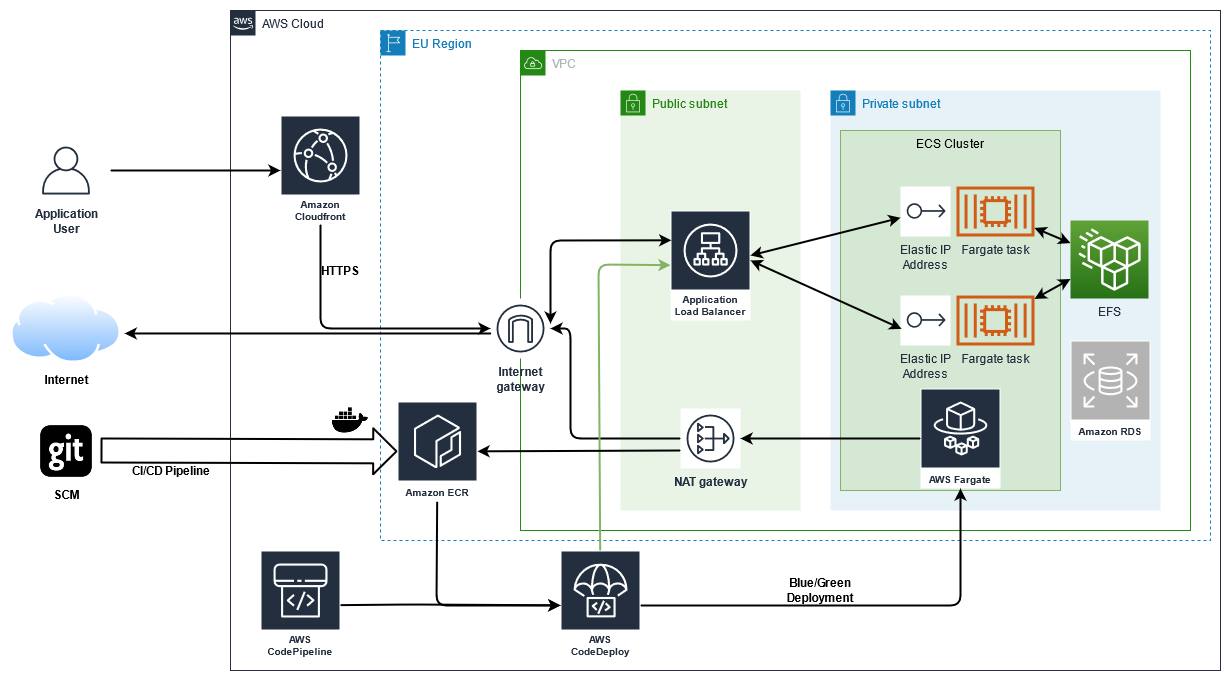 aws
AWS Cloud
EU Region
VPC
Public subnet
Private subnet
ECS Cluster
Application
User
Amazon
Cloudfront
HTTPS
Elastic IP
Address
Fargate task
Application
Load Balancer
EFS
Elastic IP
Address
Fargate task
Internet
Internet
gateway
Amazon RDS
git
SCM
CI/CD Pipeline
Amazon ECR
NAT gateway
AWS Fargate
AWS
CodePipeline
AWS
CodeDeploy
Blue/Green
Deployment